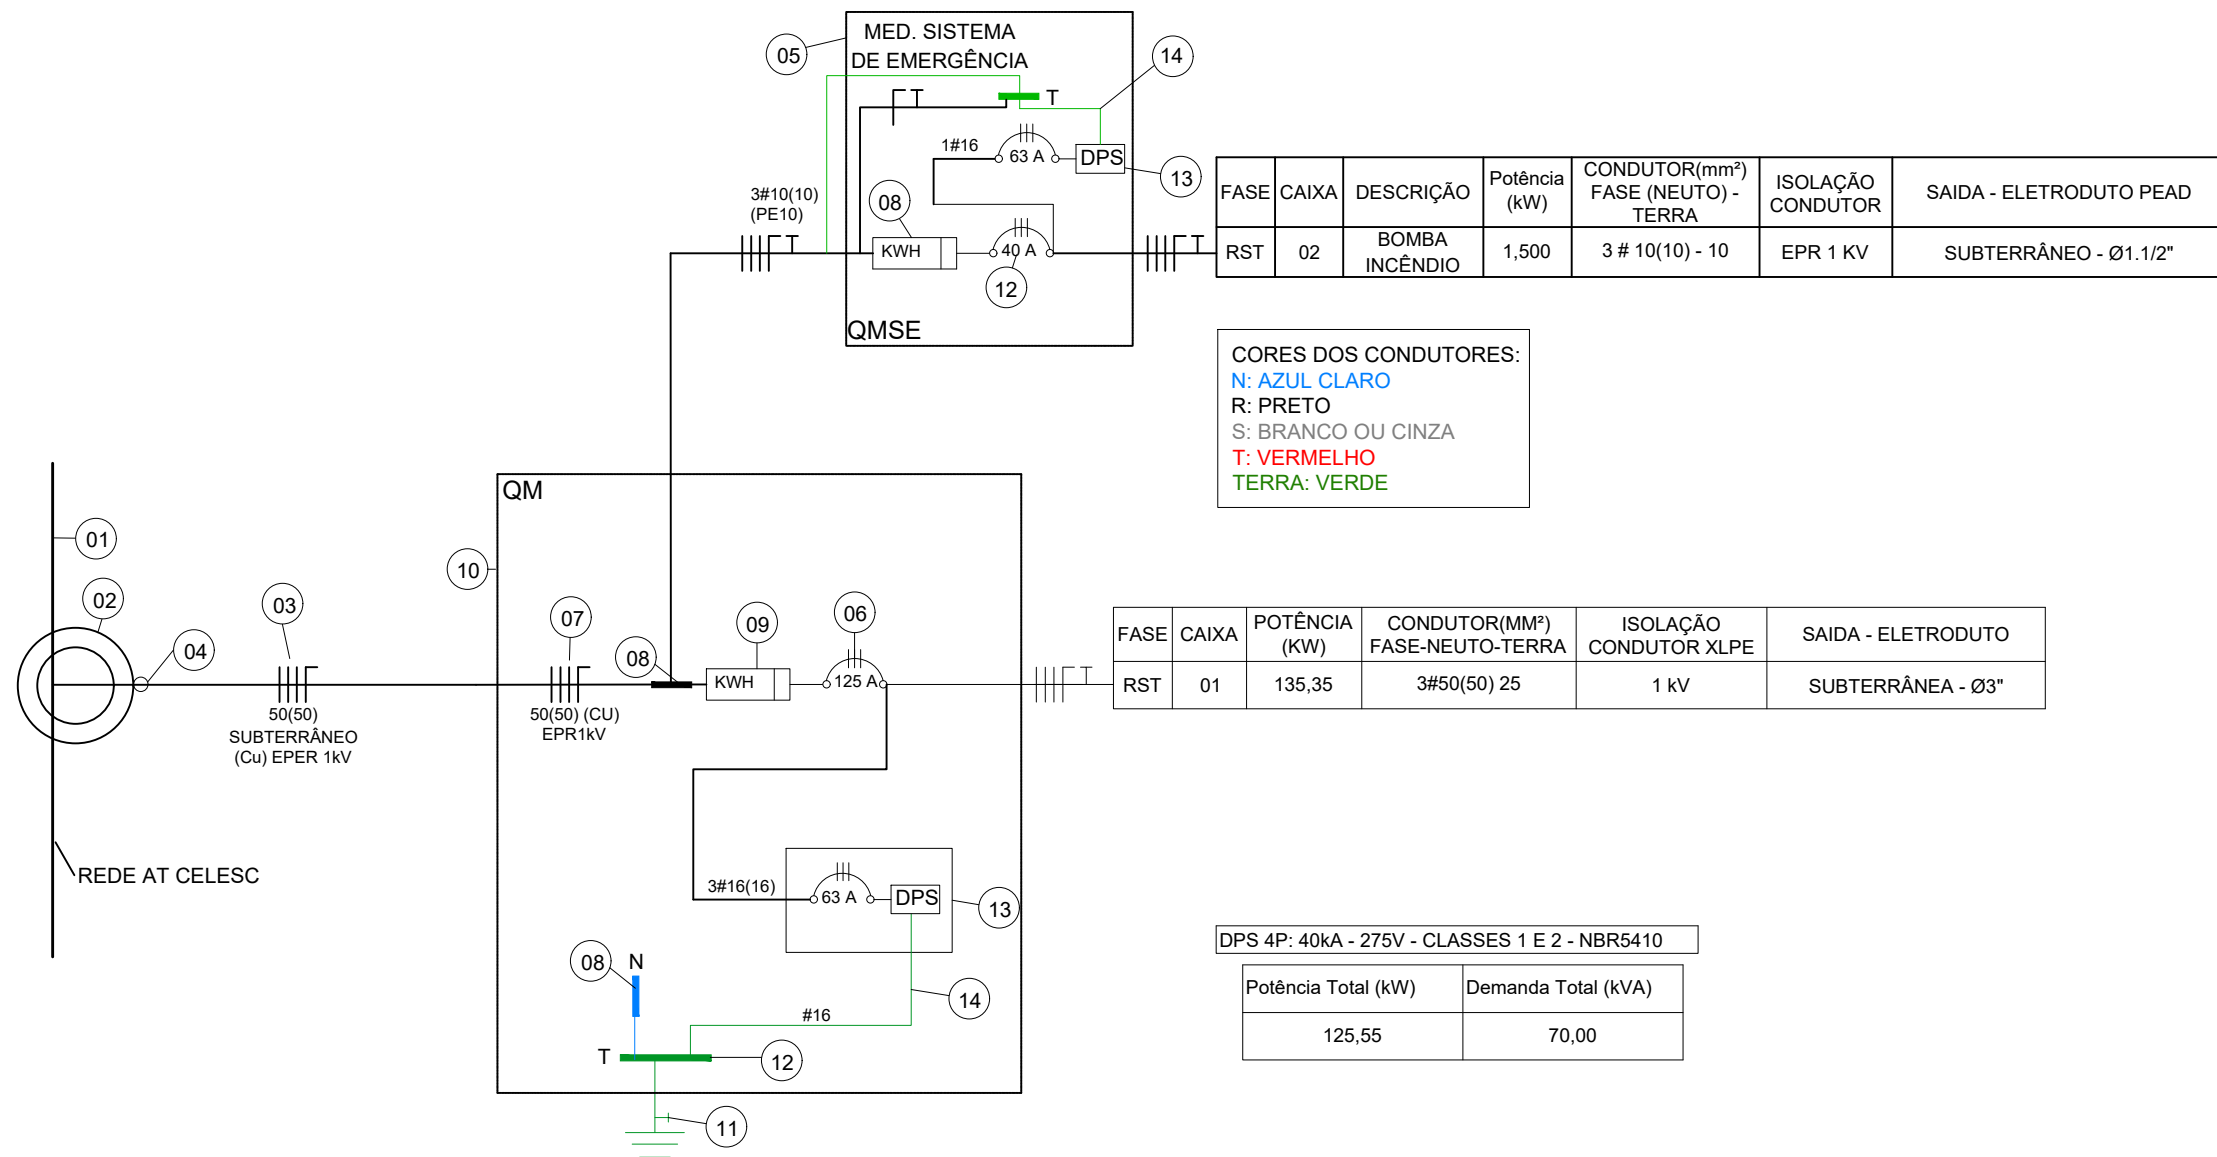 MED. SISTEMA
DE EMERGÊNCIA
05
14
T
T
1#16
63 A
DPS
13
3#10(10)
(PE10)
08
KWH
40 A
12
T
T
QMSE
FASE CAIXA DESCRIÇÃO Potência (kW) CONDUTOR(mm²) FASE (NEUTO) - TERRA ISOLAÇÃO CONDUTOR SAIDA - ELETRODUTO PEAD
RST 02 BOMBA INCÊNDIO 1,500 3 # 10(10) - 10 EPR 1 KV SUBTERRÂNEO - Ø1.1/2"
CORES DOS CONDUTORES:
N: AZUL CLARO
R: PRETO
S: BRANCO OU CINZA
T: VERMELHO
TERRA: VERDE
QM
01
10
02
03
04
07
08
09
06
KWH
125 A
T
50(50)
SUBTERRÂNEO
(Cu) EPER 1kV
50(50) (CU)
EPR1kV
FASE CAIXA POTÊNCIA (KW) CONDUTOR(MM²) FASE-NEUTO-TERRA ISOLAÇÃO CONDUTOR XLPE SAIDA - ELETRODUTO
RST 01 135,35 3#50(50) 25 1 kV SUBTERRÂNEA - Ø3"
REDE AT CELESC
3#16(16)
63 A
DPS
13
08
N
14
#16
T
12
11
DPS 4P: 40kA - 275V - CLASSES 1 E 2 - NBR5410
Potência Total (kW) Demanda Total (kVA)
125,55 70,00